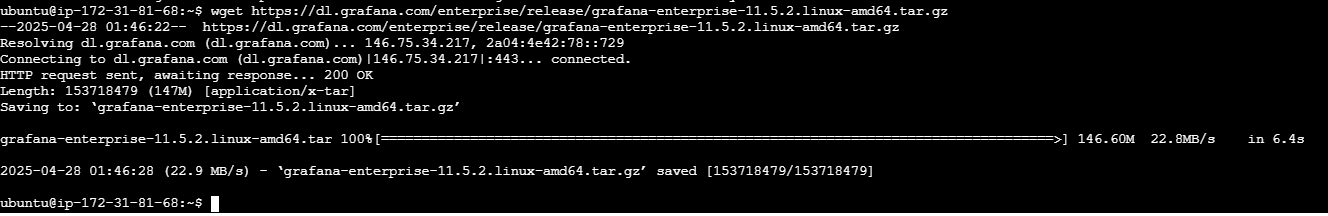 ubuntu@ip-172-31-81-68:~$ wget https://dl.grafana.com/enterprise/release/grafana-enterprise-11.5.2.linux-amd64.tar.gz
--2025-04-28 01:46:22--  https://dl.grafana.com/enterprise/release/grafana-enterprise-11.5.2.linux-amd64.tar.gz
Resolving dl.grafana.com (dl.grafana.com)... 146.75.34.217, 2a04:4e42:78::729
Connecting to dl.grafana.com (dl.grafana.com)|146.75.34.217|:443... connected.
HTTP request sent, awaiting response... 200 OK
Length: 153718479 (147M) [application/x-tar]
Saving to: ‘grafana-enterprise-11.5.2.linux-amd64.tar.gz’
grafana-enterprise-11.5.2.linux-amd64.tar 100%[====================================================================================>] 146.60M  22.8MB/s    in 6.4s
2025-04-28 01:46:28 (22.9 MB/s) - ‘grafana-enterprise-11.5.2.linux-amd64.tar.gz’ saved [153718479/153718479]
ubuntu@ip-172-31-81-68:~$